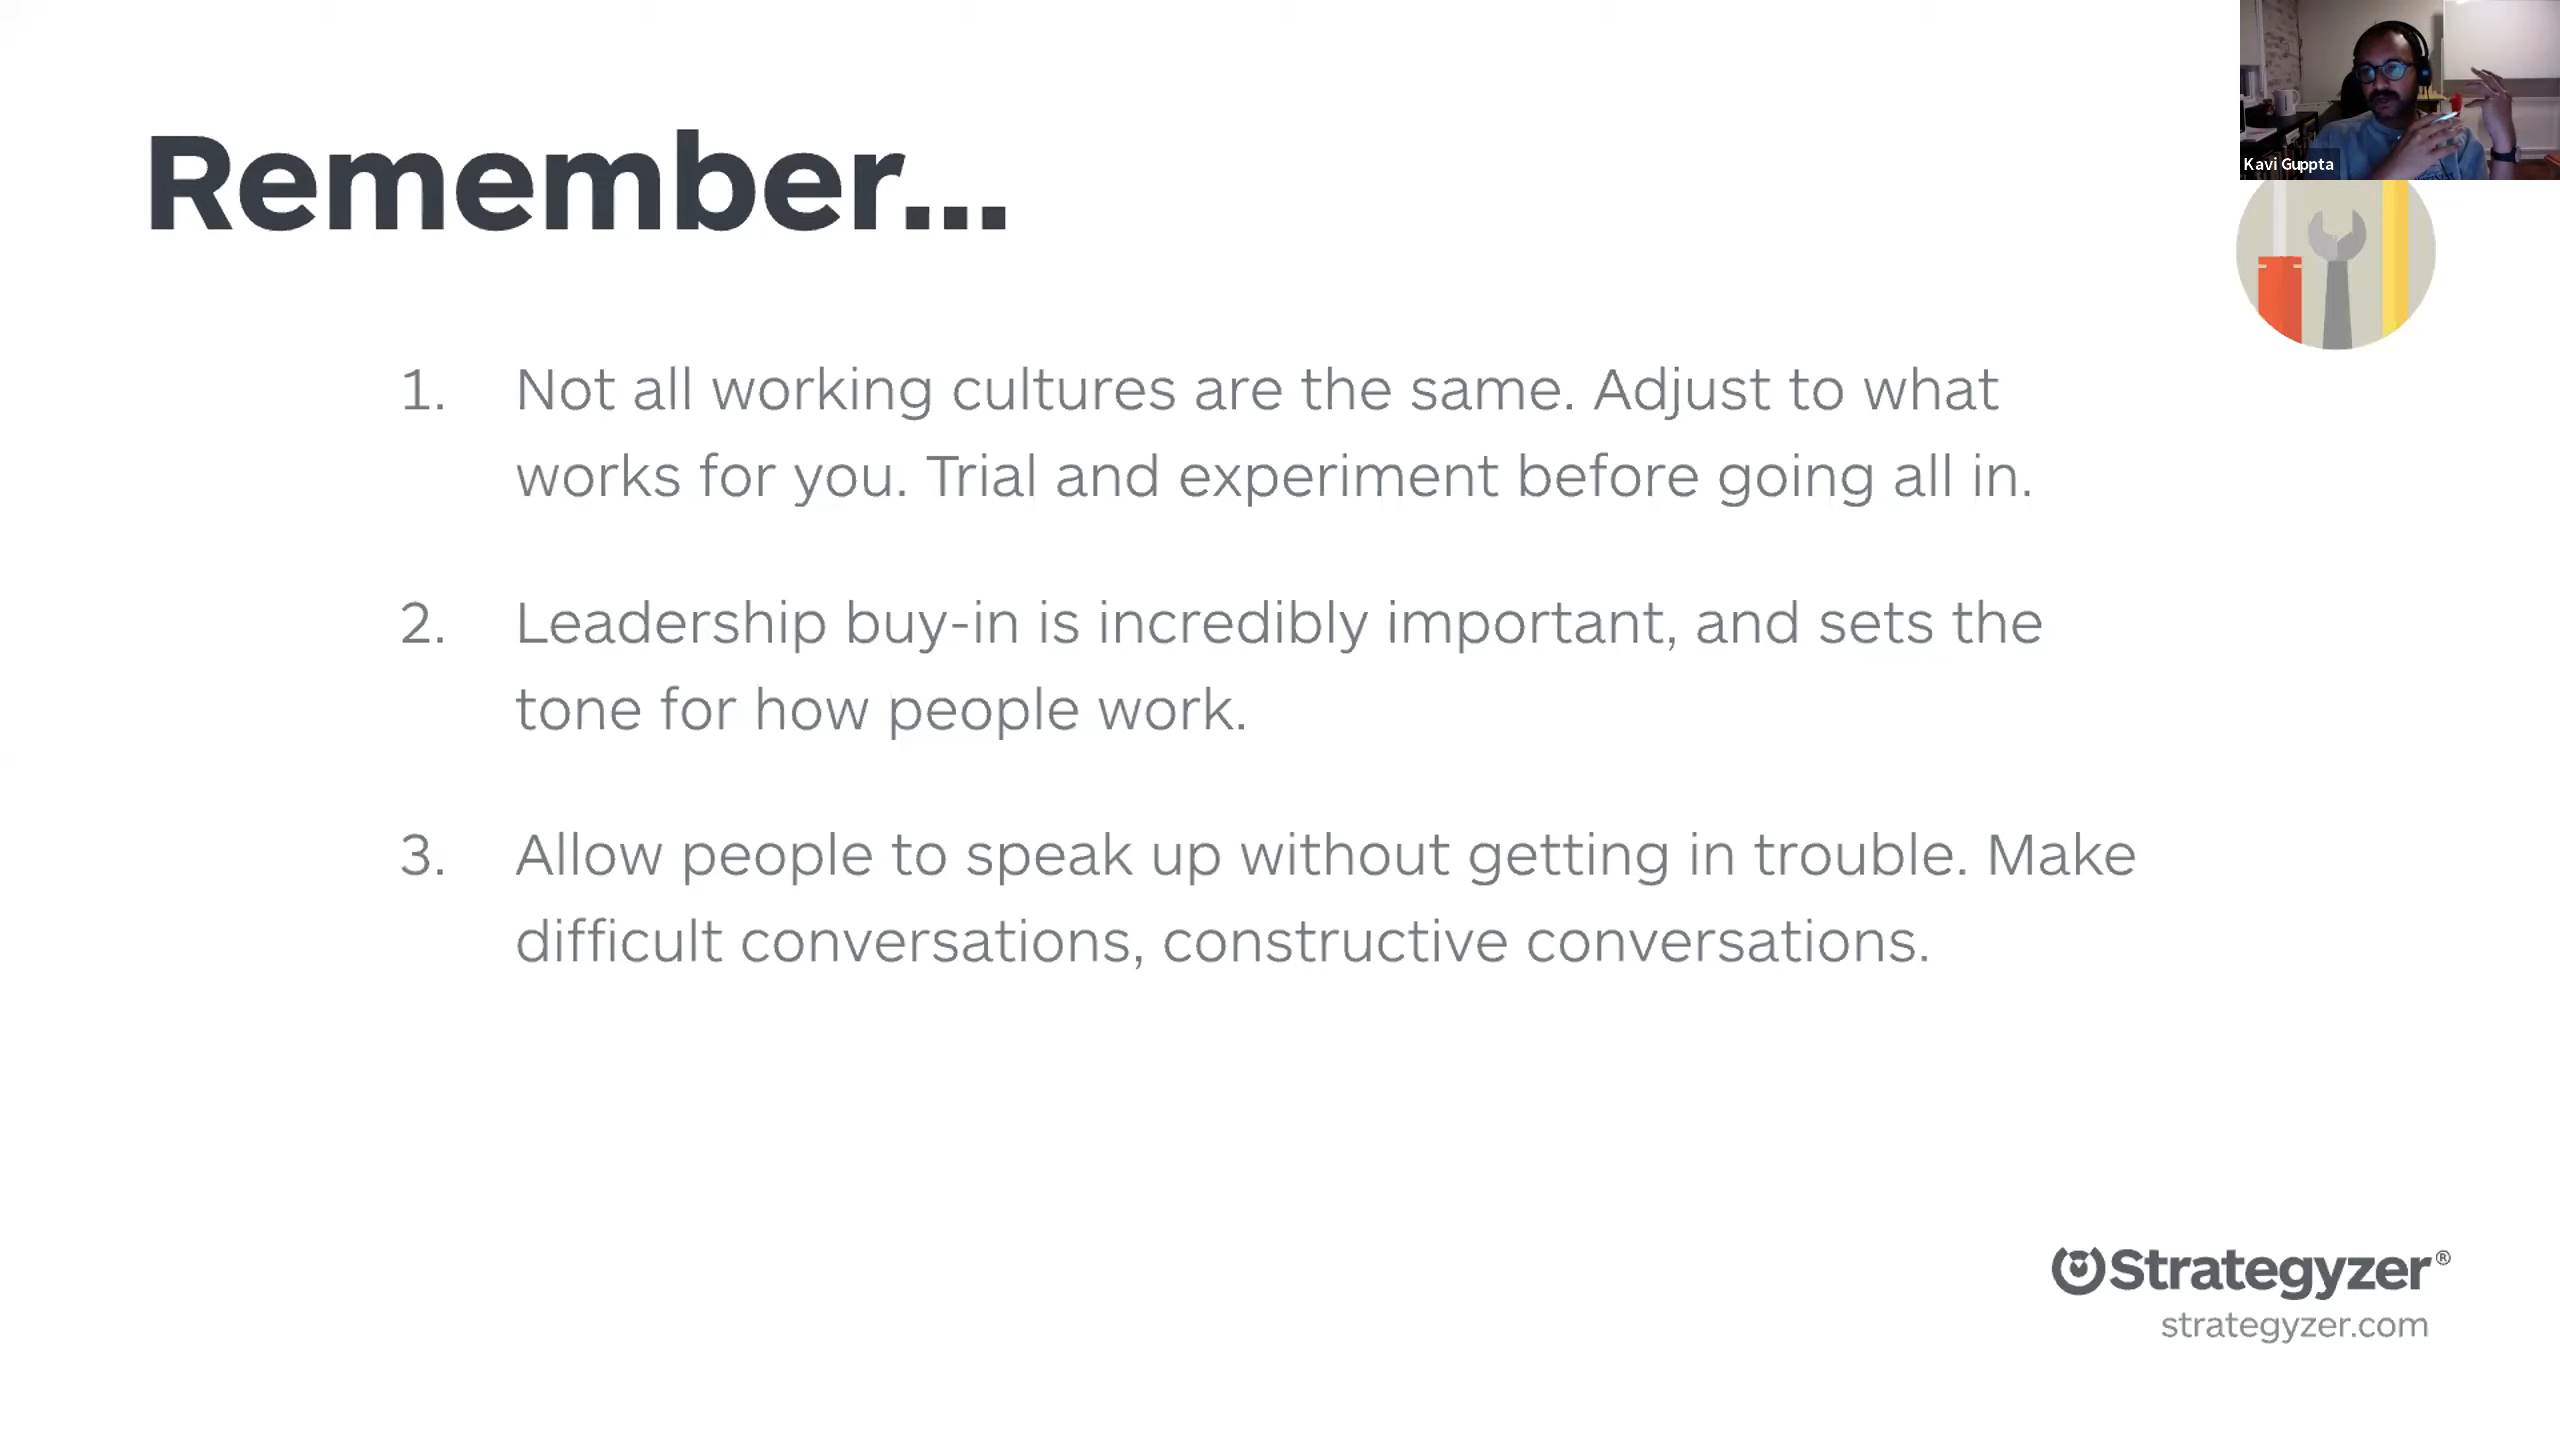 Kavi Guppta
Remember...
1. Not all working cultures are the same. Adjust to what
works for you. Trial and experiment before going all in.
2. Leadership buy-in is incredibly important, and sets the
tone for how people work.
3. Allow people to speak up without getting in trouble. Make
difficult conversations, constructive conversations.
Strategyzer®
strategyzer.com